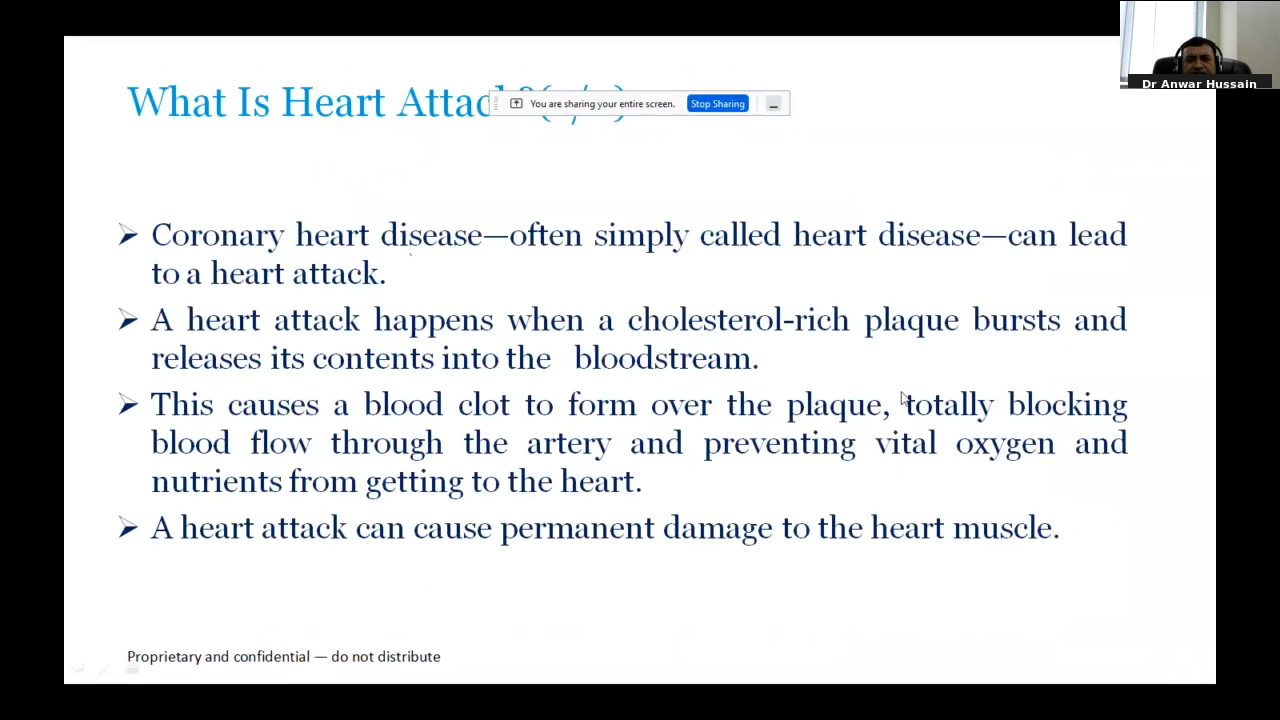 Dr Anwar Hussain
What Is Heart Attac
You are sharing your entire screen.
Stop Sharing
➢ Coronary heart disease—often simply called heart disease—can lead
to a heart attack.
➢ A heart attack happens when a cholesterol-rich plaque bursts and
releases its contents into the bloodstream.
➢ This causes a blood clot to form over the plaque, totally blocking
blood flow through the artery and preventing vital oxygen and
nutrients from getting to the heart.
➢ A heart attack can cause permanent damage to the heart muscle.
Proprietary and confidential — do not distribute